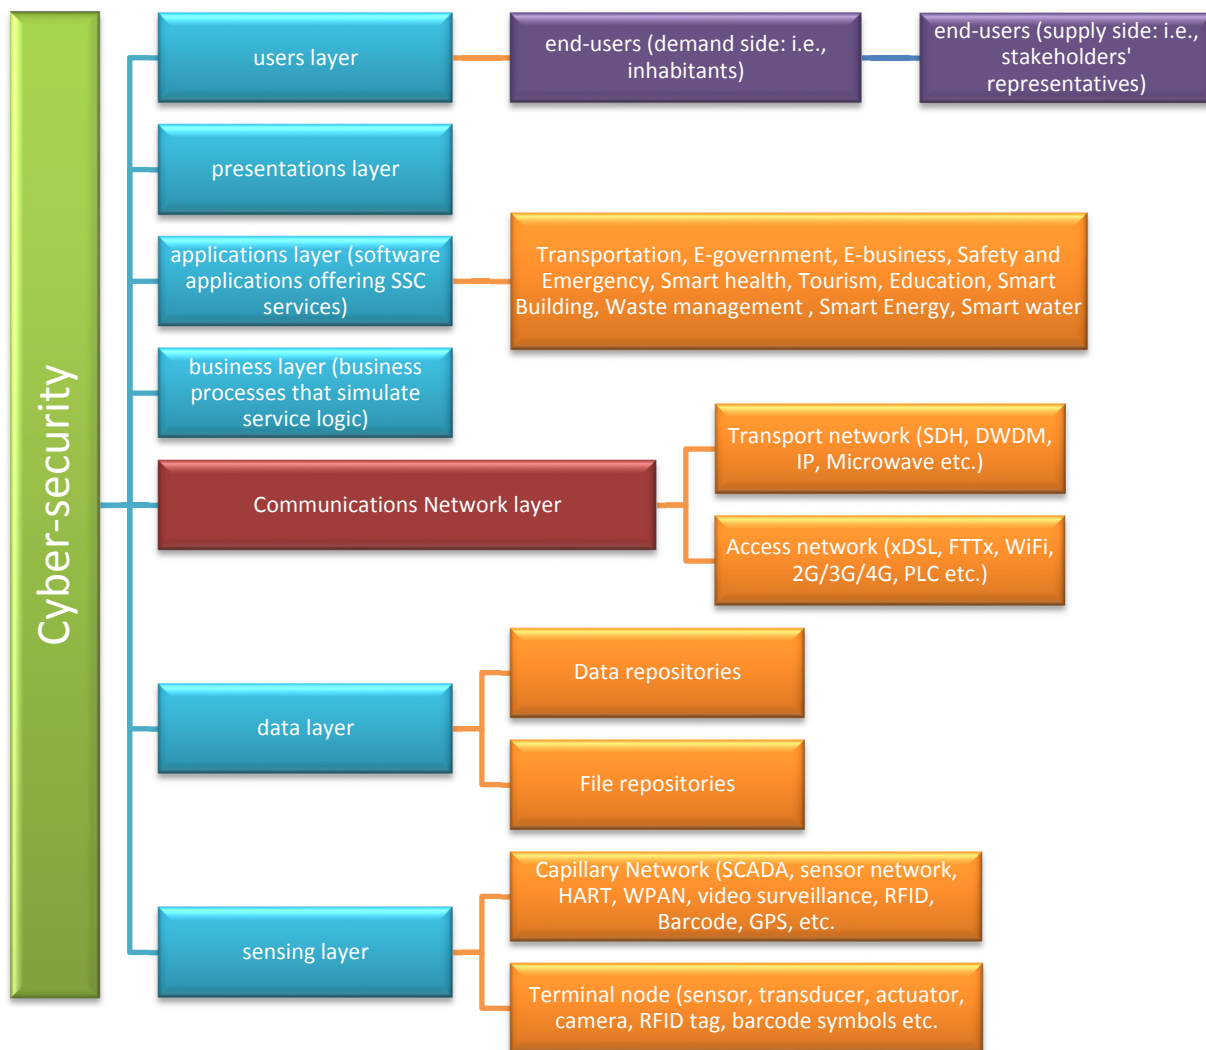 Cyber-security
users layer
end-users (demand side: i.e.,
inhabitants)
end-users (supply side: i.e.,
stakeholders'
representatives)
presentations layer
applications layer (software
applications offering SSC
services)
Transportation, E-government, E-business, Safety and
Emergency, Smart health, Tourism, Education, Smart
Building, Waste management , Smart Energy, Smart water
business layer (business
processes that simulate
service logic)
Communications Network layer
Transport network (SDH, DWDM,
IP, Microwave etc.)
Access network (xDSL, FTTx, WiFi,
2G/3G/4G, PLC etc.)
data layer
Data repositories
File repositories
sensing layer
Capillary Network (SCADA, sensor network,
HART, WPAN, video surveillance, RFID,
Barcode, GPS, etc.
Terminal node (sensor, transducer, actuator,
camera, RFID tag, barcode symbols etc.